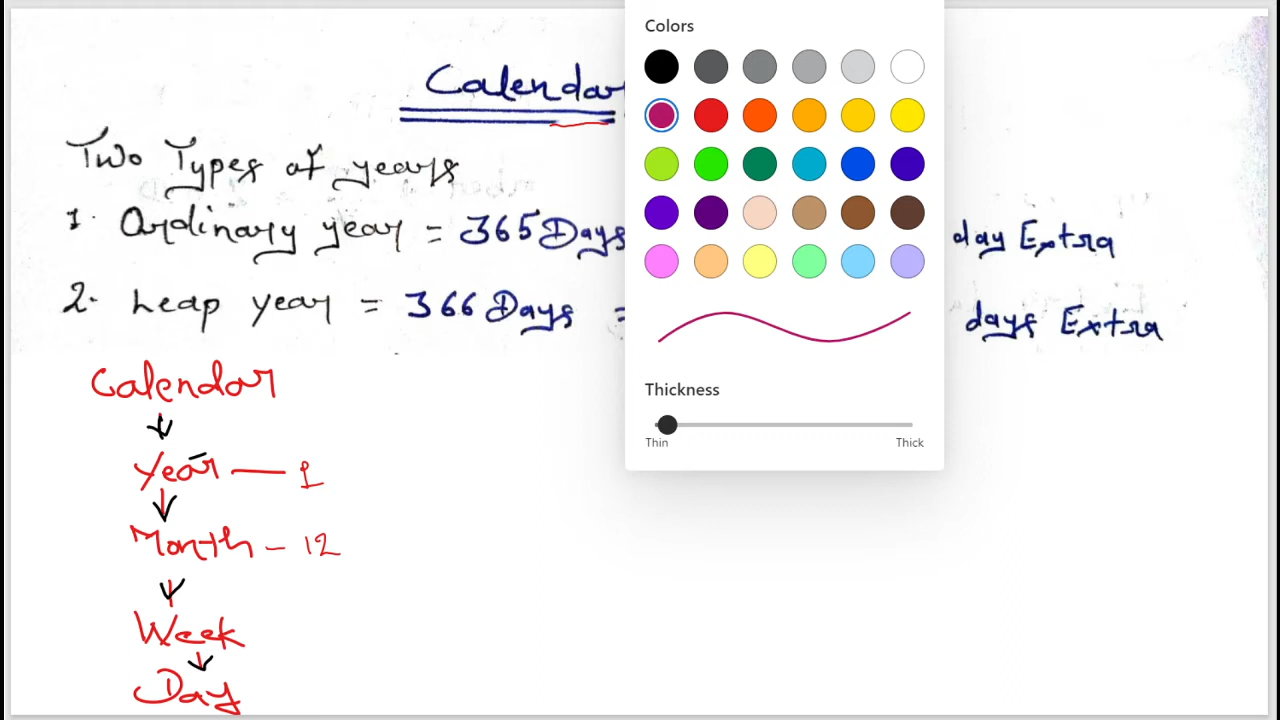 Calendar
Two Types of years
1. Ordinary year = 365 Days
day Extra
2. Leap year = 366 Days =
days Extra
Calendar
Year — 1
Month - 12
Week
Day
Colors
Thickness
Thin
Thick